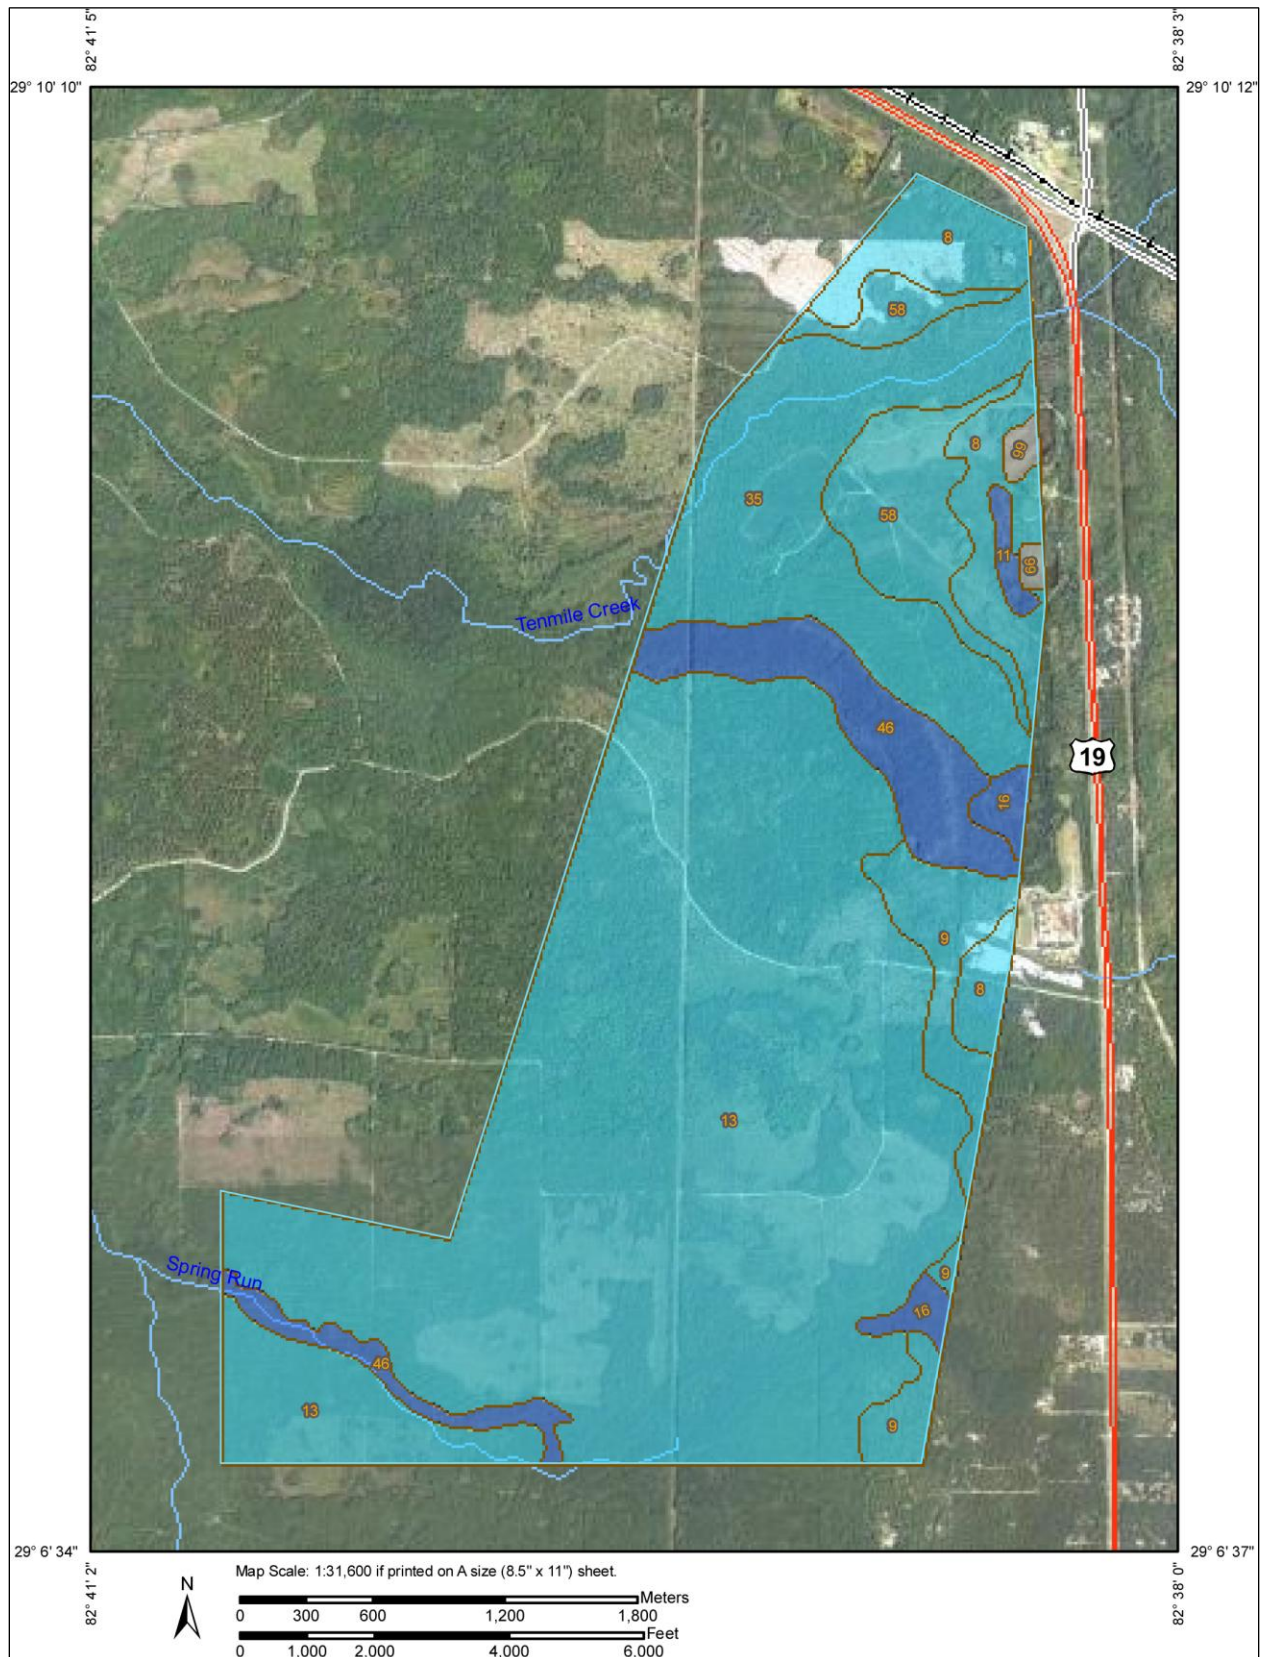 82° 41' 5"
82° 38' 3"
29° 10' 10"
29° 10' 12"
8
58
8
99
35
58
11
99
Tenmile Creek
46
19
16
9
8
13
Spring Run
9
16
46
13
9
29° 6' 34"
29° 6' 37"
82° 41' 2"
82° 38' 0"
Map Scale: 1:31,600 if printed on A size (8.5" x 11") sheet.
N
Meters
0 300 600 1,200 1,800
Feet
0 1,000 2,000 4,000 6,000